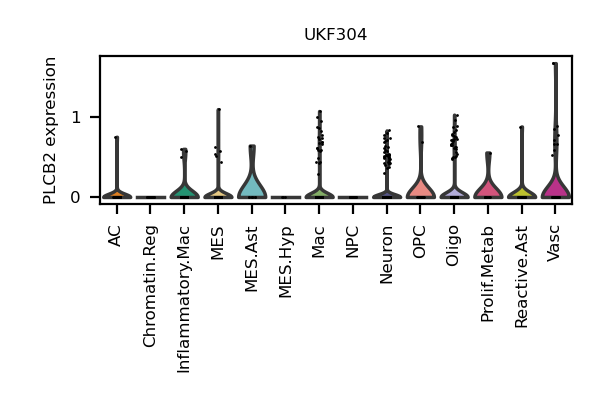 UKF304
PLCB2 expression
1
0
AC
Chromatin.Reg
Inflammatory.Mac
MES
MES.Ast
MES.Hyp
Mac
NPC
Neuron
OPC
Oligo
Prolif.Metab
Reactive.Ast
Vasc